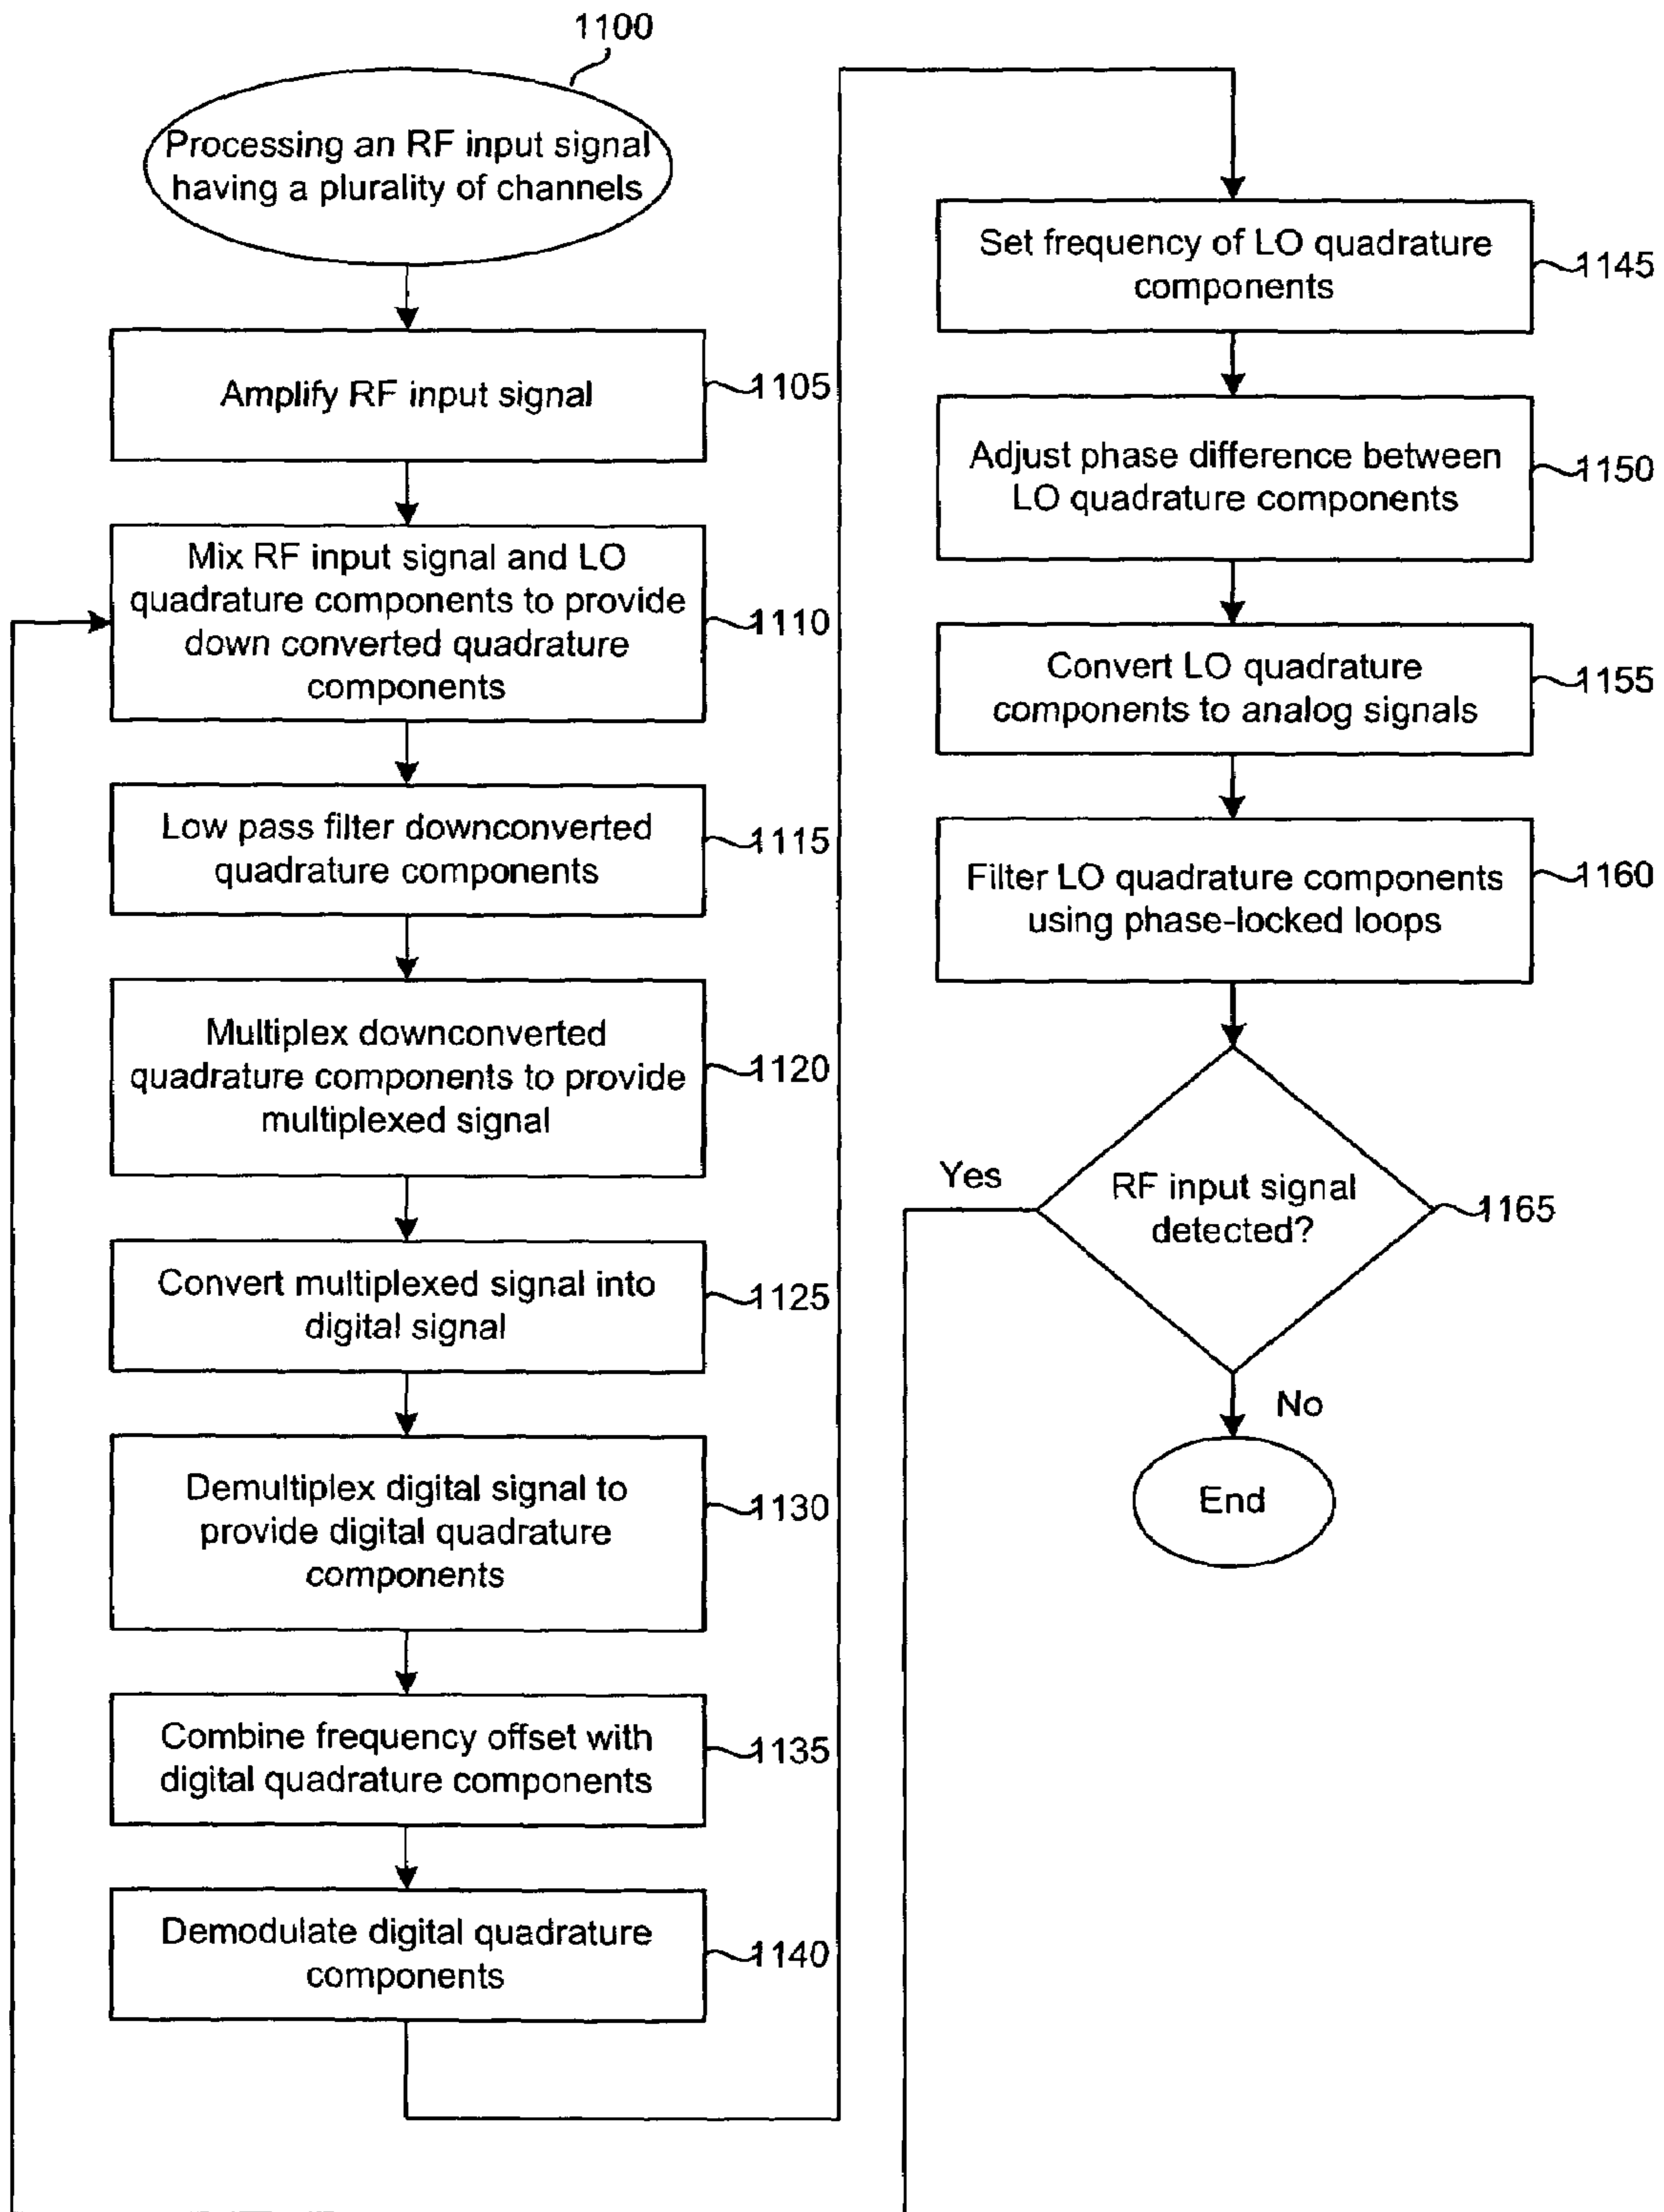 1100
Processing an RF input signal
having a plurality of channels
Amplify RF input signal
1105
Mix RF input signal and LO
quadrature components to provide
down converted quadrature
components
1110
Low pass filter downconverted
quadrature components
1115
Multiplex downconverted
quadrature components to provide
multiplexed signal
1120
Convert multiplexed signal into
digital signal
1125
Demultiplex digital signal to
provide digital quadrature
components
1130
Combine frequency offset with
digital quadrature components
1135
Demodulate digital quadrature
components
1140
Set frequency of LO quadrature
components
1145
Adjust phase difference between
LO quadrature components
1150
Convert LO quadrature
components to analog signals
1155
Filter LO quadrature components
using phase-locked loops
1160
RF input signal
detected?
1165
Yes
No
End